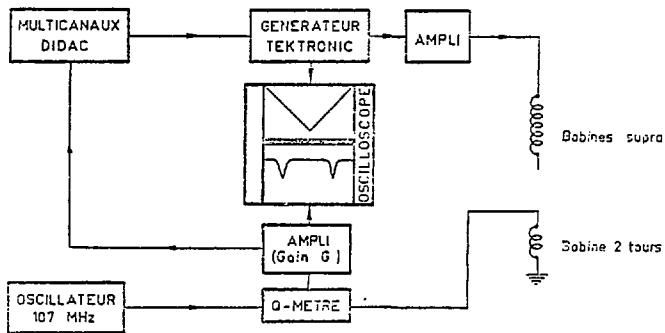 MULTICANAUX
DIDAC
GENERATEUR
TEKTRONIC
AMPLI
OSCILLOSCOPE
Bobines supra
AMPLI
(Gain G)
Bobine 2 tours
OSCILLATEUR
107 MHz
Q-METRE